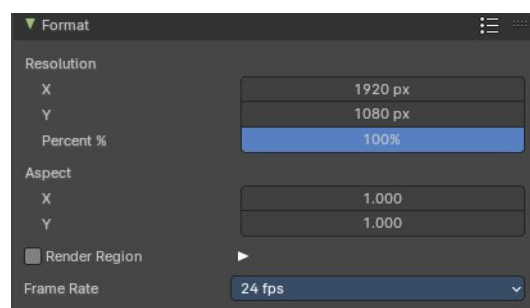 Format
Resolution
X 1920 px
Y 1080 px
Percent % 100%
Aspect
X 1.000
Y 1.000
Render Region
Frame Rate 24 fps